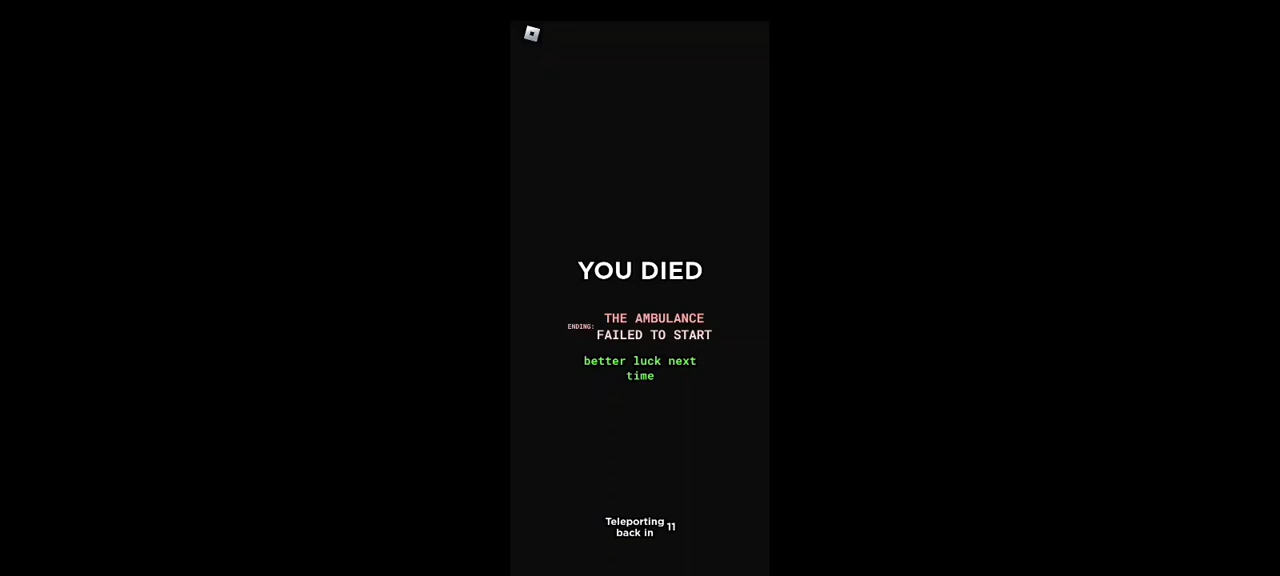 YOU DIED
ENDING: THE AMBULANCE
FAILED TO START
better luck next
time
Teleporting
back in 11